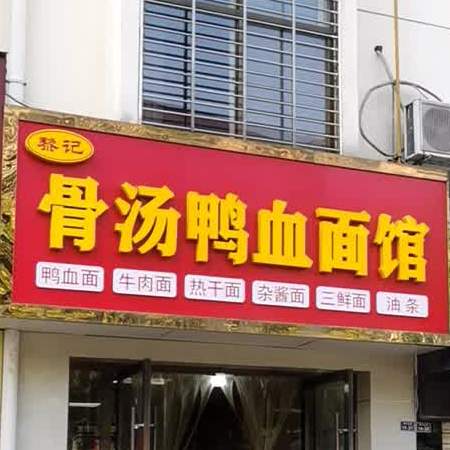 黎记
骨汤鸭血面馆
鸭血面 牛肉面 热干面 杂酱面 三鲜面 油条